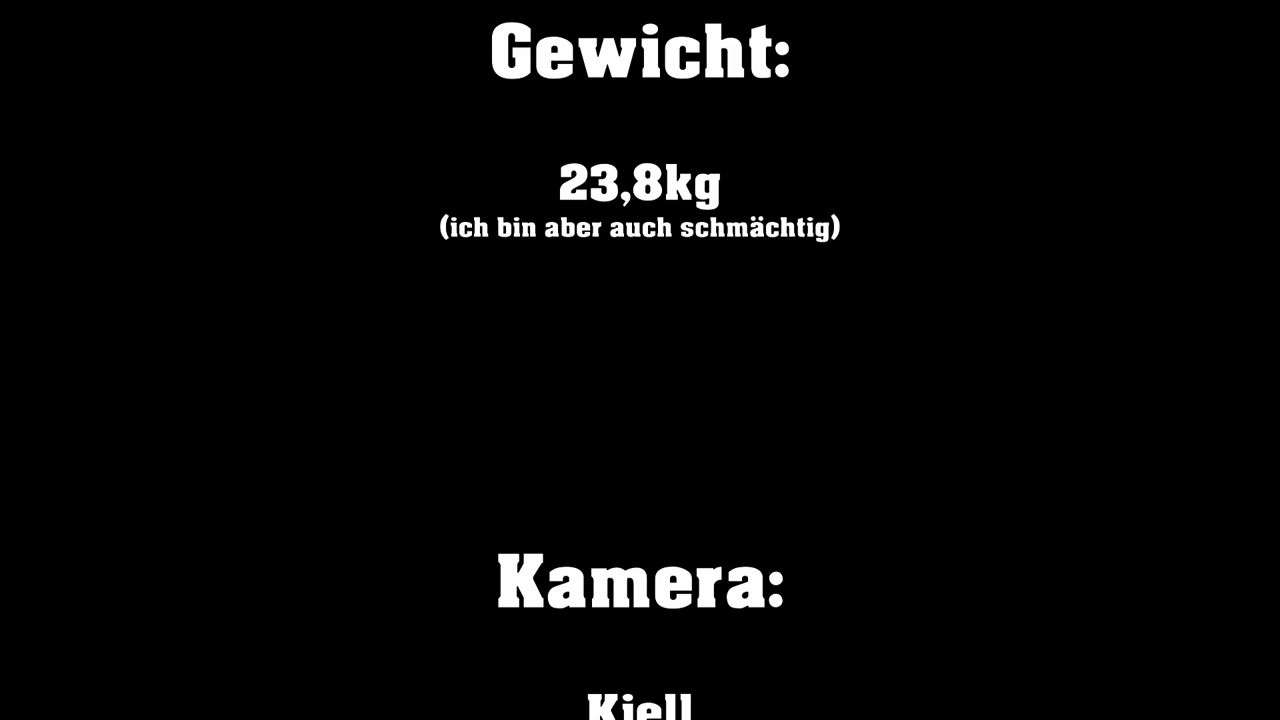 Gewicht:
23,8kg
(ich bin aber auch schmächtig)
Kamera:
Kjell